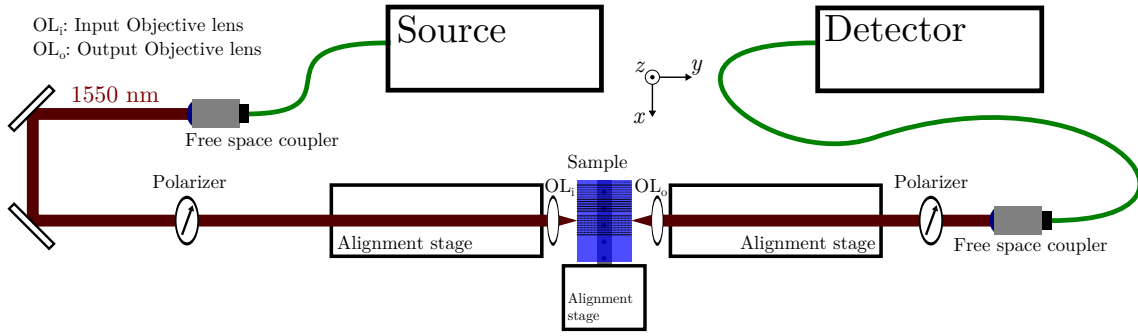 OLᵢ: Input Objective lens
OLₒ: Output Objective lens
Source
Detector
1550 nm
z
y
x
Free space coupler
Polarizer
Alignment stage
OLᵢ
Sample
OLₒ
Alignment stage
Polarizer
Free space coupler
Alignment
stage